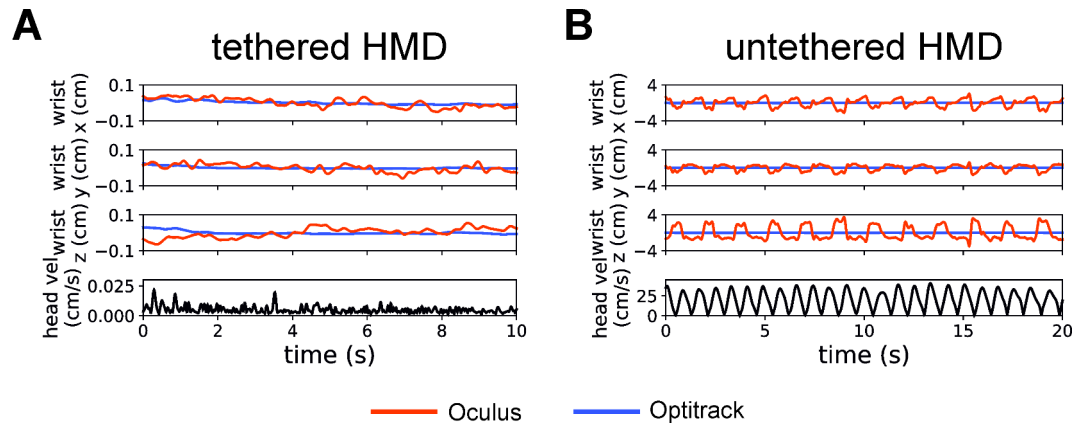 A
tethered HMD
wrist
x (cm)
0.1
−0.1
wrist
y (cm)
0.1
−0.1
wrist
z (cm)
0.1
−0.1
head vel
(cm/s)
0.025
0.000
0 2 4 6 8 10
time (s)
B
untethered HMD
wrist
x (cm)
4
−4
wrist
y (cm)
4
−4
wrist
z (cm)
4
−4
head vel
(cm/s)
25
0
0 5 10 15 20
time (s)
Oculus
Optitrack